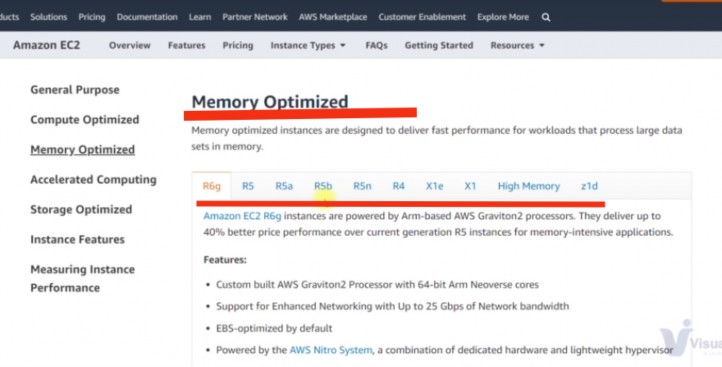 Solutions Pricing Documentation Learn Partner Network AWS Marketplace Customer Enablement Explore More
Amazon EC2 Overview Features Pricing Instance Types FAQs Getting Started Resources
General Purpose
Compute Optimized
Memory Optimized
Accelerated Computing
Storage Optimized
Instance Features
Measuring Instance
Performance
Memory Optimized
Memory optimized instances are designed to deliver fast performance for workloads that process large data
sets in memory.
R6g R5 R5a R5b R5n R4 X1e X1 High Memory z1d
Amazon EC2 R6g instances are powered by Arm-based AWS Graviton2 processors. They deliver up to
40% better price performance over current generation R5 instances for memory-intensive applications.
Features:
• Custom built AWS Graviton2 Processor with 64-bit Arm Neoverse cores
• Support for Enhanced Networking with Up to 25 Gbps of Network bandwidth
• EBS-optimized by default
• Powered by the AWS Nitro System, a combination of dedicated hardware and lightweight hypervisor